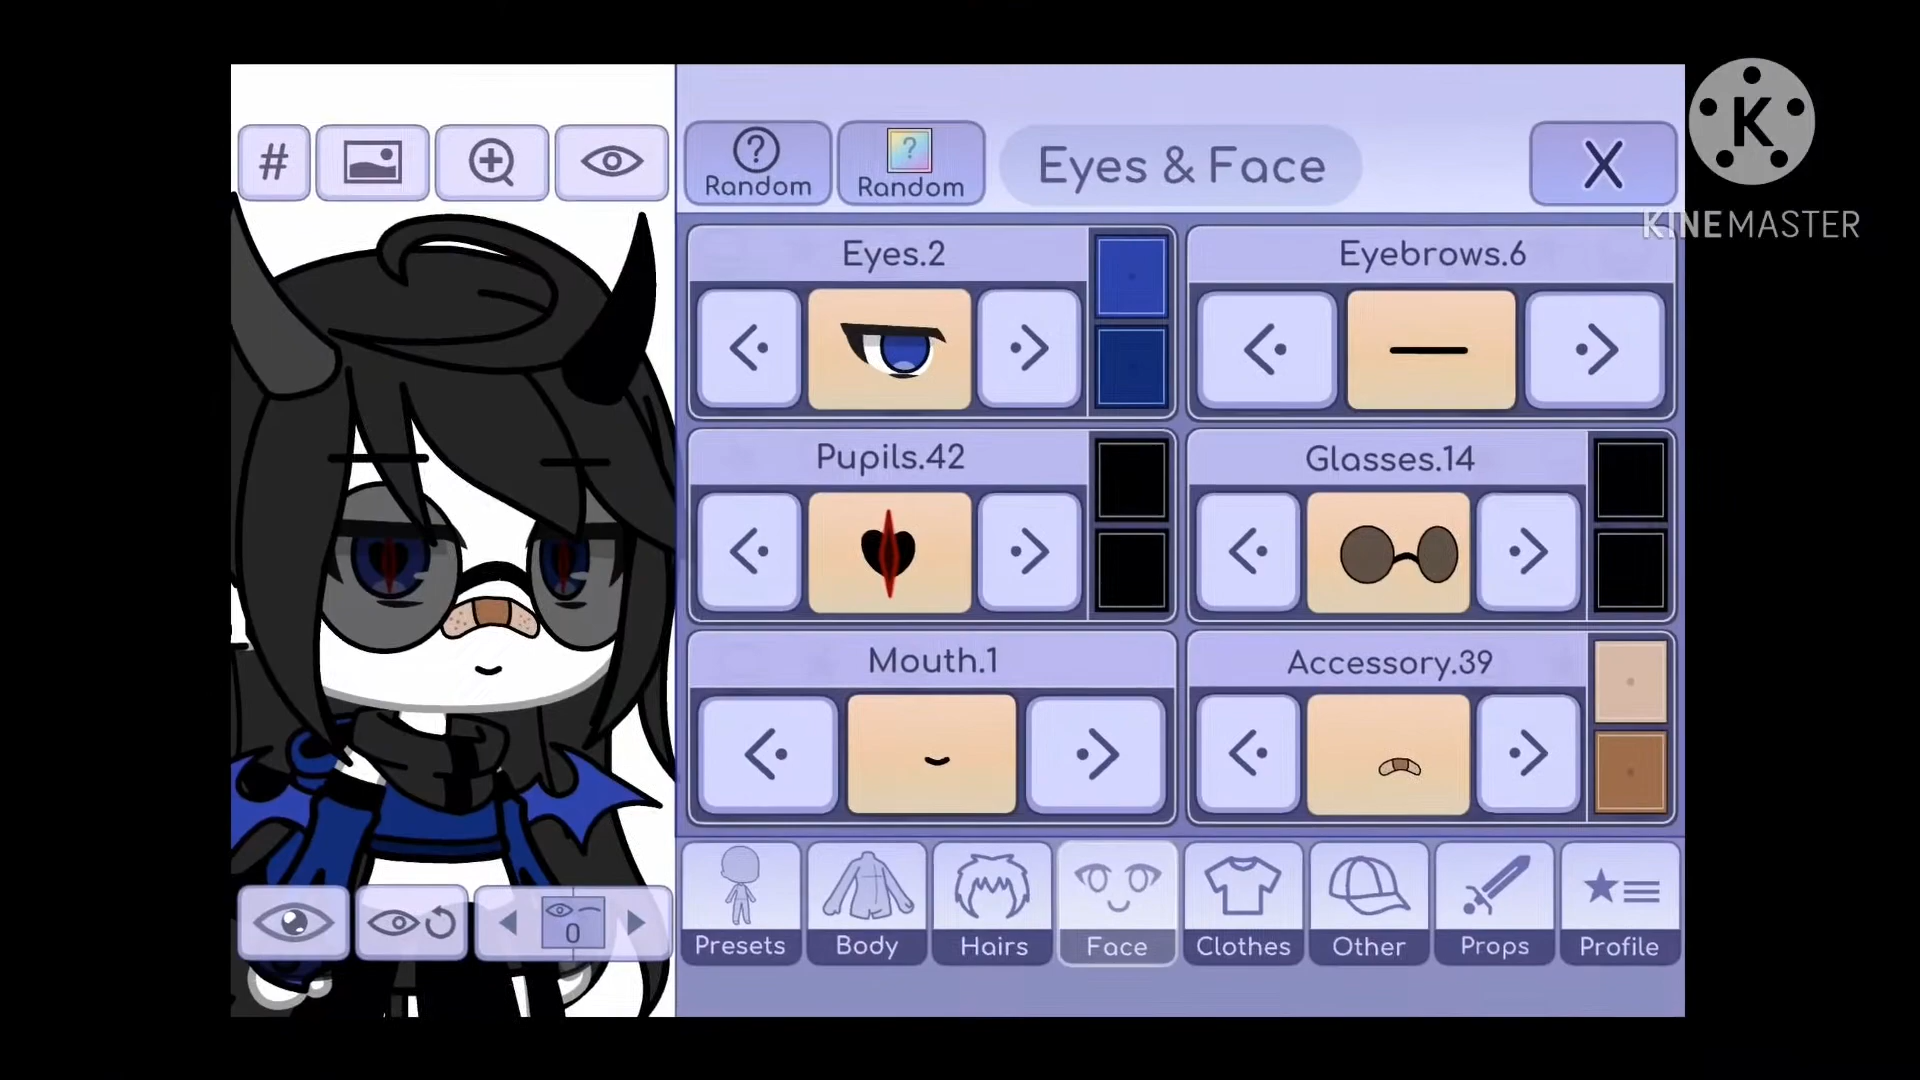 #
? Random
? Random
Eyes & Face
X
K
KINEMASTER
Eyes.2
Eyebrows.6
Pupils.42
Glasses.14
Mouth.1
Accessory.39
0
Presets
Body
Hairs
Face
Clothes
Other
Props
Profile